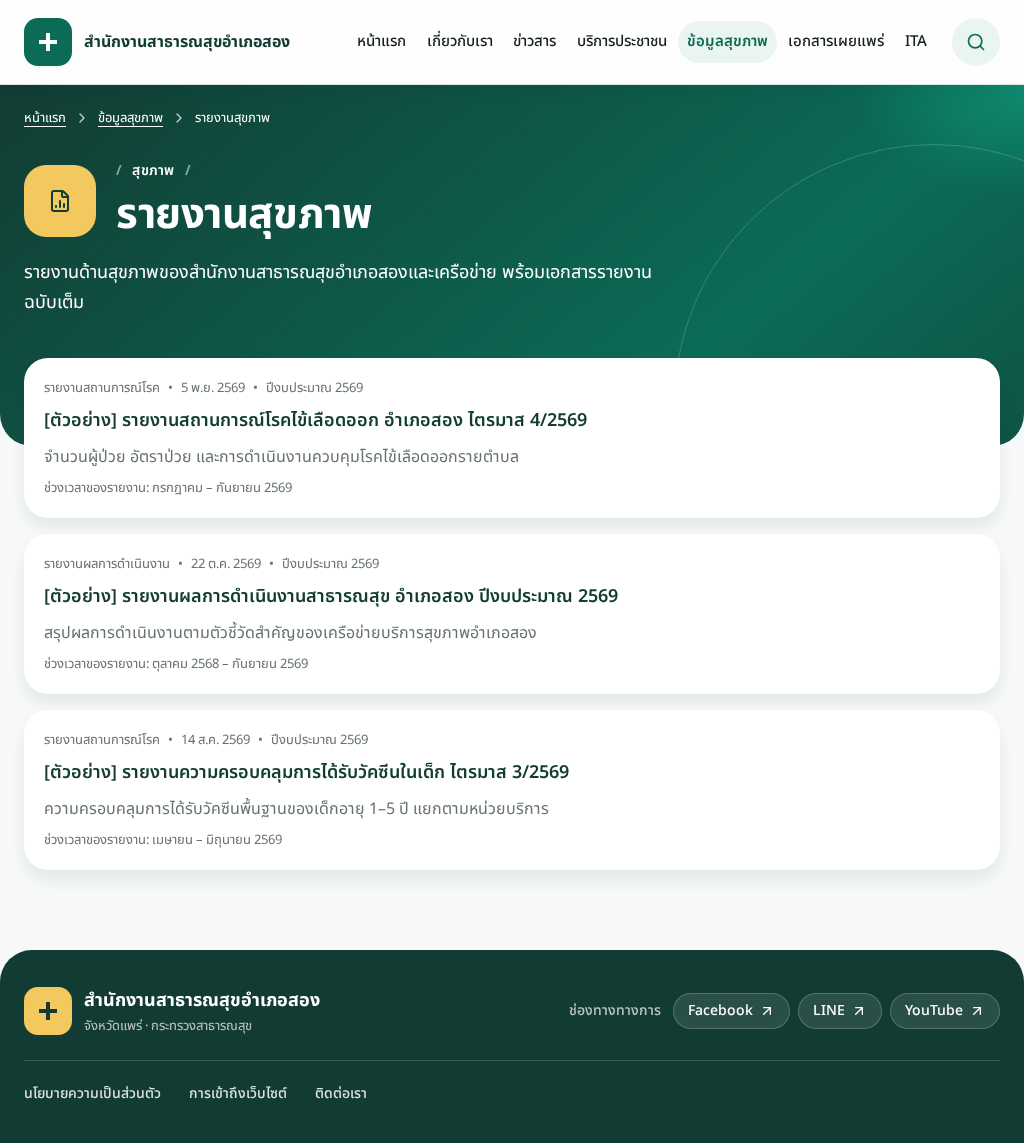 สำนักงานสาธารณสุขอำเภอสอง
หน้าแรก เกี่ยวกับเรา ข่าวสาร บริการประชาชน ข้อมูลสุขภาพ เอกสารเผยแพร่ ITA
หน้าแรก > ข้อมูลสุขภาพ > รายงานสุขภาพ
/ สุขภาพ /
รายงานสุขภาพ
รายงานด้านสุขภาพของสำนักงานสาธารณสุขอำเภอสองและเครือข่าย พร้อมเอกสารรายงาน
ฉบับเต็ม
รายงานสถานการณ์โรค • 5 พ.ย. 2569 • ปีงบประมาณ 2569
[ตัวอย่าง] รายงานสถานการณ์โรคไข้เลือดออก อำเภอสอง ไตรมาส 4/2569
จำนวนผู้ป่วย อัตราป่วย และการดำเนินงานควบคุมโรคไข้เลือดออกรายตำบล
ช่วงเวลาของรายงาน: กรกฎาคม – กันยายน 2569
รายงานผลการดำเนินงาน • 22 ต.ค. 2569 • ปีงบประมาณ 2569
[ตัวอย่าง] รายงานผลการดำเนินงานสาธารณสุข อำเภอสอง ปีงบประมาณ 2569
สรุปผลการดำเนินงานตามตัวชี้วัดสำคัญของเครือข่ายบริการสุขภาพอำเภอสอง
ช่วงเวลาของรายงาน: ตุลาคม 2568 – กันยายน 2569
รายงานสถานการณ์โรค • 14 ส.ค. 2569 • ปีงบประมาณ 2569
[ตัวอย่าง] รายงานความครอบคลุมการได้รับวัคซีนในเด็ก ไตรมาส 3/2569
ความครอบคลุมการได้รับวัคซีนพื้นฐานของเด็กอายุ 1–5 ปี แยกตามหน่วยบริการ
ช่วงเวลาของรายงาน: เมษายน – มิถุนายน 2569
สำนักงานสาธารณสุขอำเภอสอง
จังหวัดแพร่ · กระทรวงสาธารณสุข
ช่องทางทางการ Facebook LINE YouTube
นโยบายความเป็นส่วนตัว การเข้าถึงเว็บไซต์ ติดต่อเรา